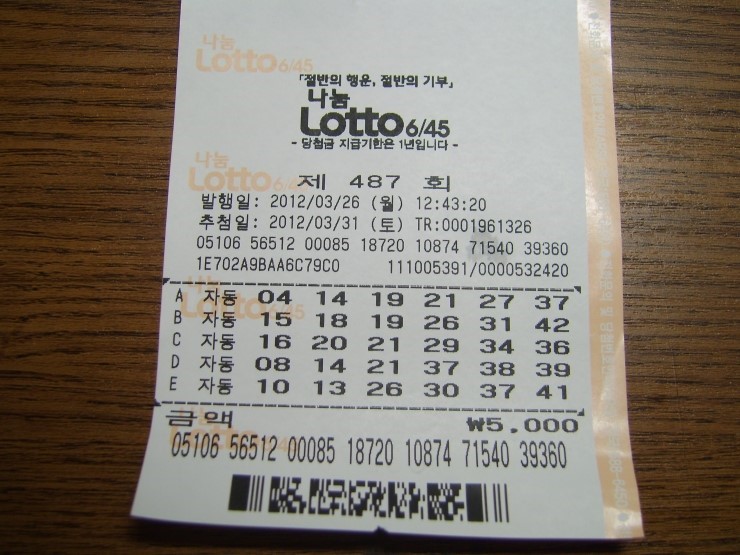 나눔
Lotto 6/45
「절반의 행운, 절반의 기부」
나눔
Lotto 6/45
- 당첨금 지급기한은 1년입니다 -
나눔
Lotto 6/45
제 487 회
발행일: 2012/03/26 (월) 12:43:20
추첨일: 2012/03/31 (토) TR:0001961326
05106 56512 00085 18720 10874 71540 39360
1E702A9BAA6C79C0 111005391/0000532420
A 자동 04 14 19 21 27 37
B 자동 15 18 19 26 31 42
C 자동 16 20 21 29 34 36
D 자동 08 14 21 37 38 39
E 자동 10 13 26 30 37 41
금액 ₩5,000
05106 56512 00085 18720 10874 71540 39360